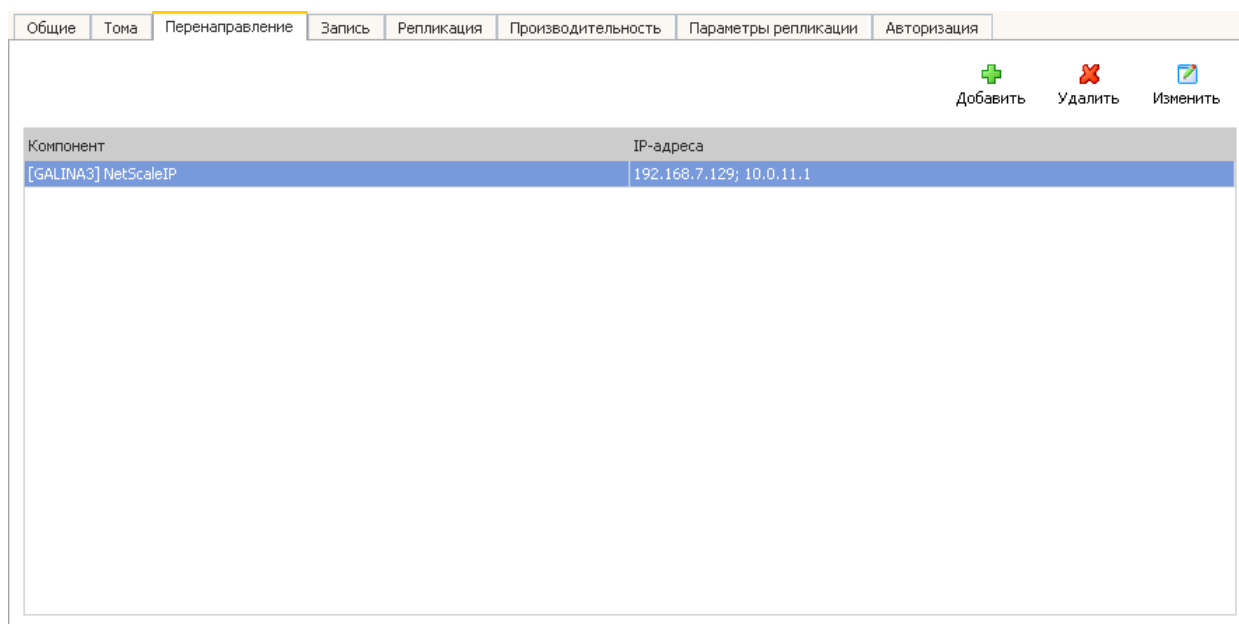 Общие Тома Перенаправление Запись Репликация Производительность Параметры репликации Авторизация
Добавить Удалить Изменить
Компонент IP-адреса
[GALINA3] NetScaleIP 192.168.7.129; 10.0.11.1